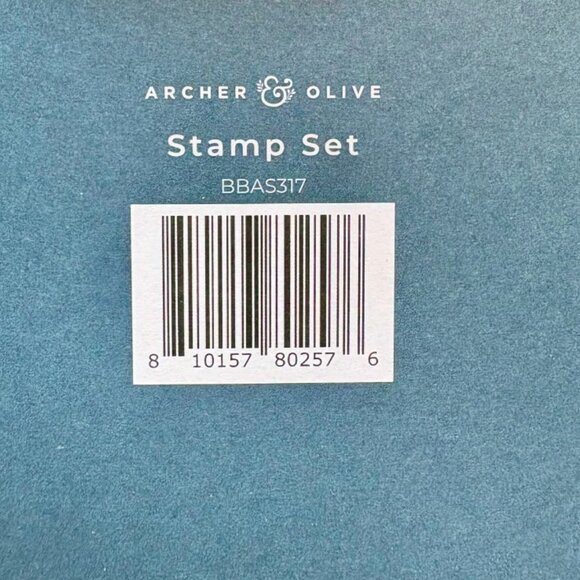 ARCHER & OLIVE
Stamp Set
BBAS317
8 10157 80257 6